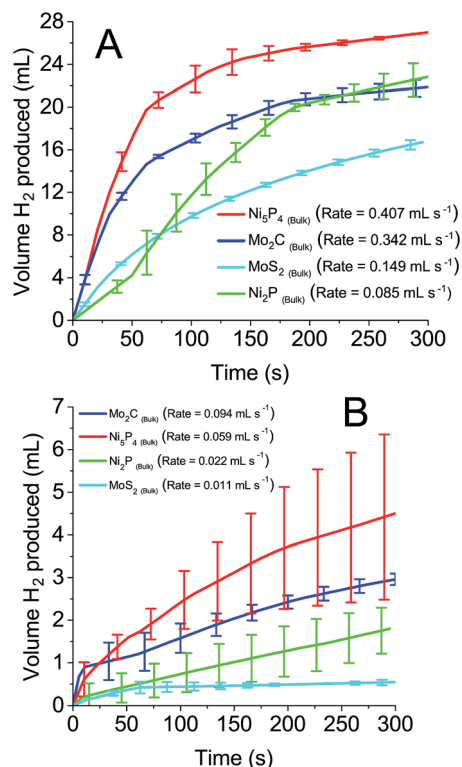 A
28
24
20
16
12
8
4
0
Volume H₂ produced (mL)
Ni₅P₄ (Bulk) (Rate = 0.407 mL s⁻¹)
Mo₂C (Bulk) (Rate = 0.342 mL s⁻¹)
MoS₂ (Bulk) (Rate = 0.149 mL s⁻¹)
Ni₂P (Bulk) (Rate = 0.085 mL s⁻¹)
0 50 100 150 200 250 300
Time (s)
B
7
6
5
4
3
2
1
0
Volume H₂ produced (mL)
Mo₂C (Bulk) (Rate = 0.094 mL s⁻¹)
Ni₅P₄ (Bulk) (Rate = 0.059 mL s⁻¹)
Ni₂P (Bulk) (Rate = 0.022 mL s⁻¹)
MoS₂ (Bulk) (Rate = 0.011 mL s⁻¹)
0 50 100 150 200 250 300
Time (s)